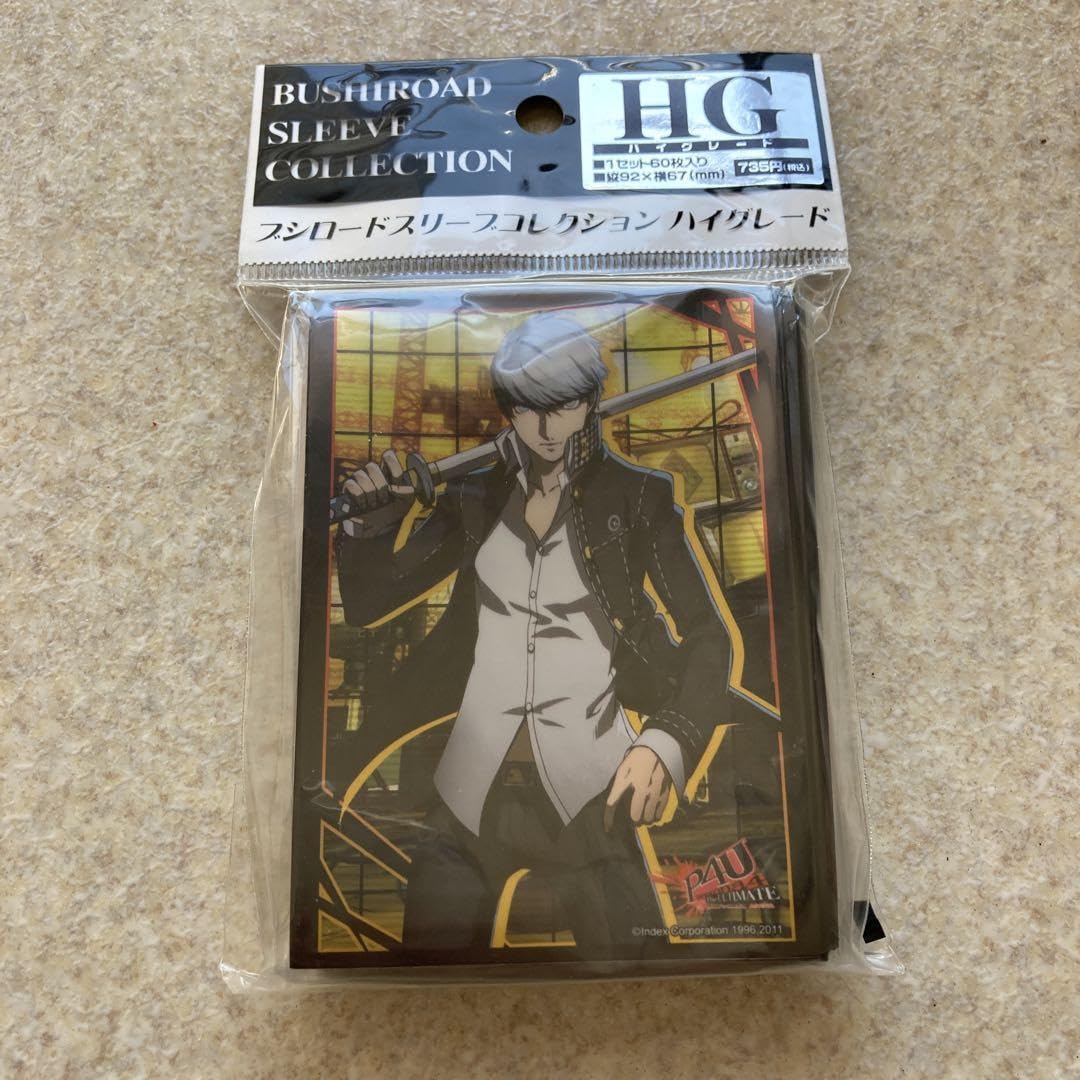 BUSHIROAD
SLEEVE
COLLECTION
HG
ハイグレード
■1セット60枚入り
■縦92×横67(mm)
735円(税込)
ブシロードスリーブコレクション ハイグレード
P4U
The ULTIMATE
©Index Corporation 1996,2011